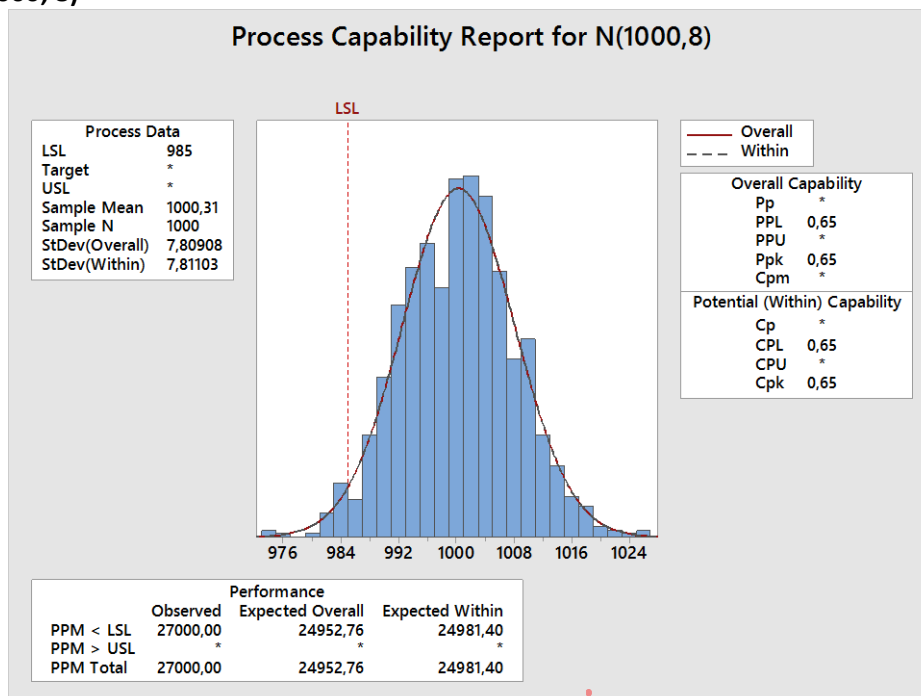 Process Capability Report for N(1000,8)
LSL
Process Data
LSL 985
Target *
USL *
Sample Mean 1000,31
Sample N 1000
StDev(Overall) 7,80908
StDev(Within) 7,81103
Overall
Within
Overall Capability
Pp *
PPL 0,65
PPU *
Ppk 0,65
Cpm *
Potential (Within) Capability
Cp *
CPL 0,65
CPU *
Cpk 0,65
976 984 992 1000 1008 1016 1024
Performance
Observed Expected Overall Expected Within
PPM < LSL 27000,00 24952,76 24981,40
PPM > USL * * *
PPM Total 27000,00 24952,76 24981,40